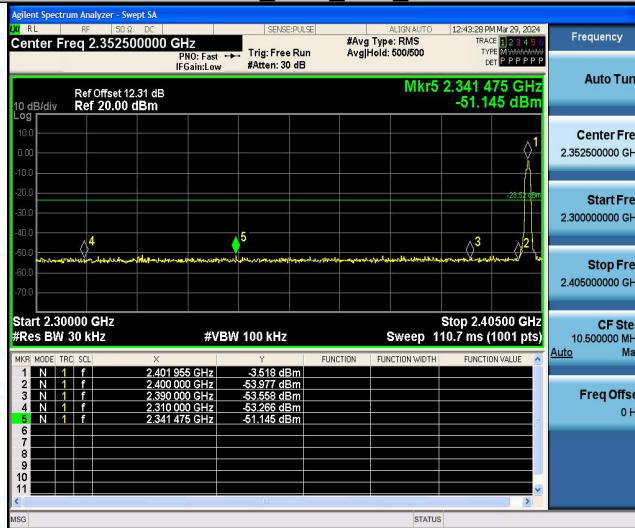 Agilent Spectrum Analyzer - Swept SA
LXI RL RF 50 Ω DC SENSE:PULSE ALIGN AUTO 12:43:28 PM Mar 29, 2024
Center Freq 2.352500000 GHz
PNO: Fast
IFGain:Low
Trig: Free Run
#Atten: 30 dB
#Avg Type: RMS
Avg|Hold: 500/500
TRACE 1 2 3 4 5 6
TYPE M
DET P P P P P P
Ref Offset 12.31 dB
Ref 20.00 dBm
Mkr5 2.341 475 GHz
-51.145 dBm
10 dB/div
Log
10.0
0.00
-10.0
-20.0
-30.0
-40.0
-50.0
-60.0
-70.0
-23.52 dBm
1
2
3
4
5
Start 2.30000 GHz
Stop 2.40500 GHz
#Res BW 30 kHz #VBW 100 kHz Sweep 110.7 ms (1001 pts)
MKR MODE TRC SCL X Y FUNCTION FUNCTION WIDTH FUNCTION VALUE
1 N 1 f 2.401 955 GHz -3.518 dBm
2 N 1 f 2.400 000 GHz -53.977 dBm
3 N 1 f 2.390 000 GHz -53.558 dBm
4 N 1 f 2.310 000 GHz -53.266 dBm
5 N 1 f 2.341 475 GHz -51.145 dBm
6
7
8
9
10
11
MSG STATUS
Frequency
Auto Tun
Center Fre
2.352500000 GH
Start Fre
2.300000000 GH
Stop Fre
2.405000000 GH
CF Ste
10.500000 MH
Auto Ma
Freq Offse
0 H